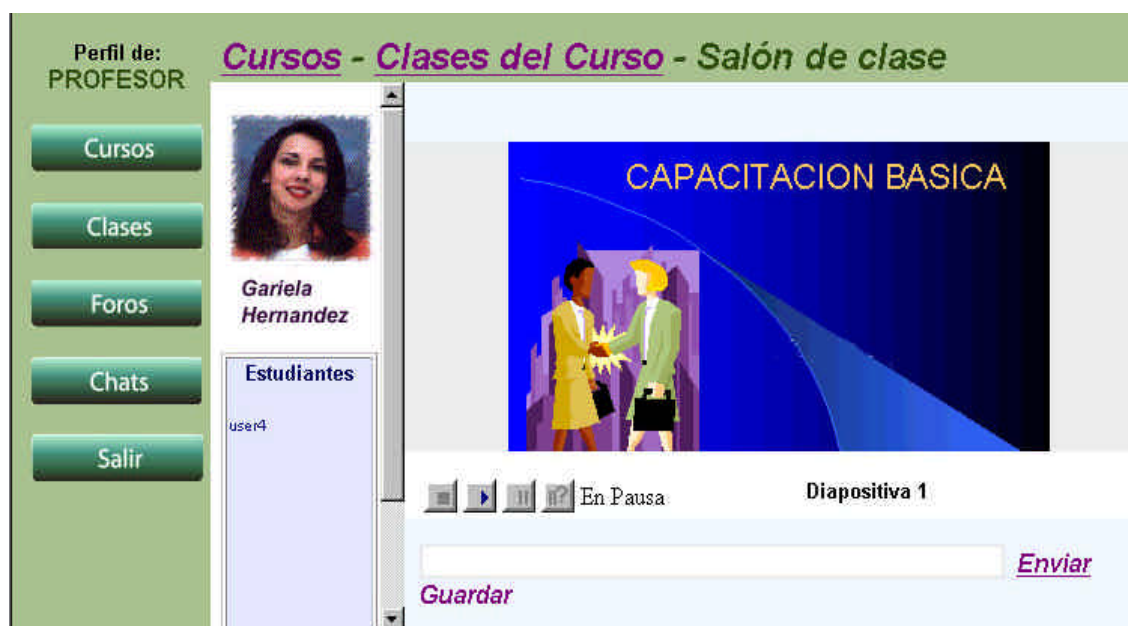 Perfil de:
PROFESOR
Cursos - Clases del Curso - Salón de clase
Cursos
Clases
Foros
Chats
Salir
Gariela
Hernandez
Estudiantes
user4
CAPACITACION BASICA
En Pausa
Diapositiva 1
Enviar
Guardar